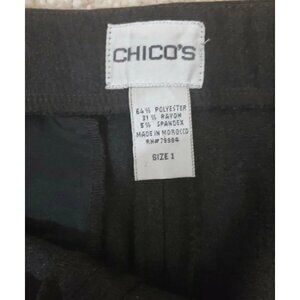 CHICO'S
64% POLYESTER
31% RAYON
5% SPANDEX
MADE IN MOROCCO
RN#79984
SIZE 1